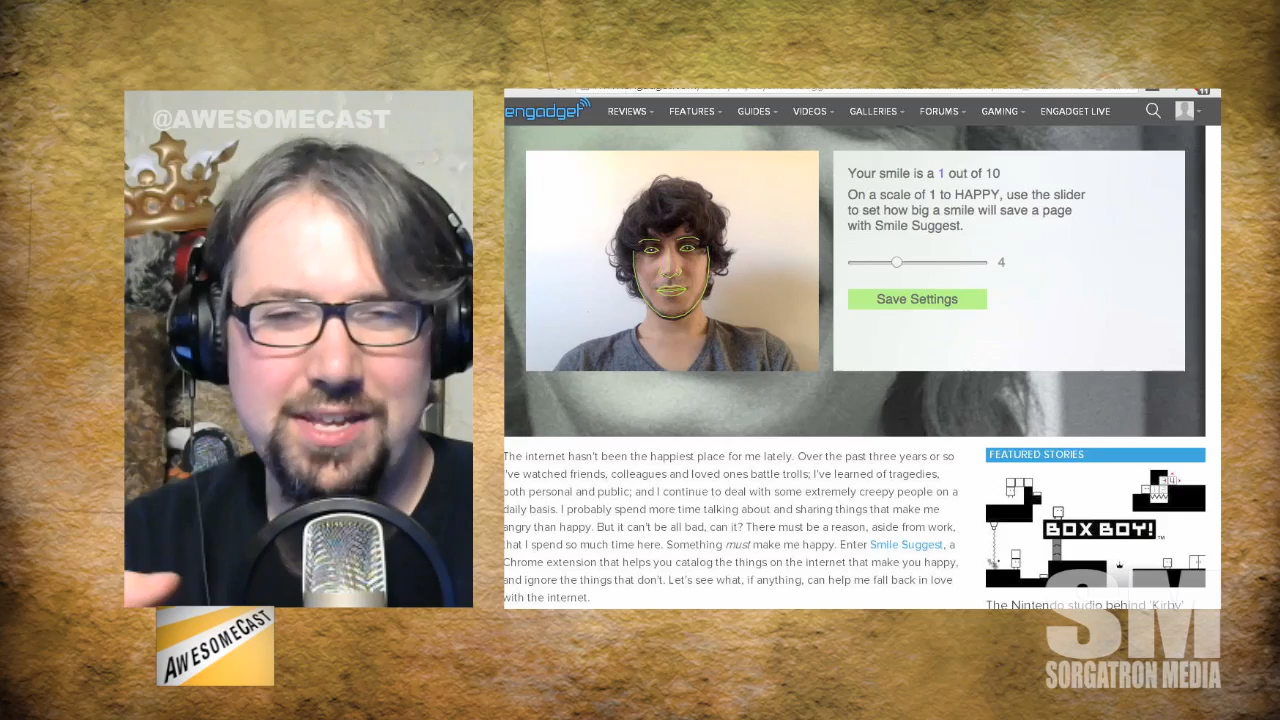 @AWESOMECAST
engadget
REVIEWS FEATURES GUIDES VIDEOS GALLERIES FORUMS GAMING ENGADGET LIVE
Your smile is a 1 out of 10
On a scale of 1 to HAPPY, use the slider
to set how big a smile will save a page
with Smile Suggest.
4
Save Settings
The internet hasn't been the happiest place for me lately. Over the past three years or so
I've watched friends, colleagues and loved ones battle trolls; I've learned of tragedies,
both personal and public; and I continue to deal with some extremely creepy people on a
daily basis. I probably spend more time talking about and sharing things that make me
angry than happy. But it can't be all bad, can it? There must be a reason, aside from work,
that I spend so much time here. Something must make me happy. Enter Smile Suggest, a
Chrome extension that helps you catalog the things on the internet that make you happy,
and ignore the things that don't. Let's see what, if anything, can help me fall back in love
with the internet.
FEATURED STORIES
BOX BOY!
The Nintendo studio behind 'Kirby'
AWESOMECAST
SM
SORGATRON MEDIA